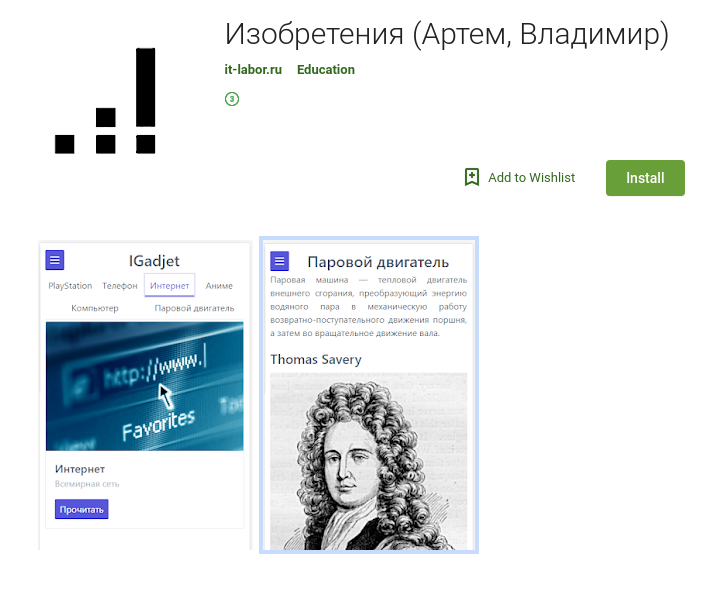 Изобретения (Артем, Владимир)
it-labor.ru Education
3
Add to Wishlist Install
IGadjet
PlayStation Телефон Интернет Аниме
Компьютер Паровой двигатель
http://www.
Favorites
Интернет
Всемирная сеть
Прочитать
Паровой двигатель
Паровая машина — тепловой двигатель
внешнего сгорания, преобразующий энергию
водяного пара в механическую работу
возвратно-поступательного движения поршня,
а затем во вращательное движение вала.
Thomas Savery